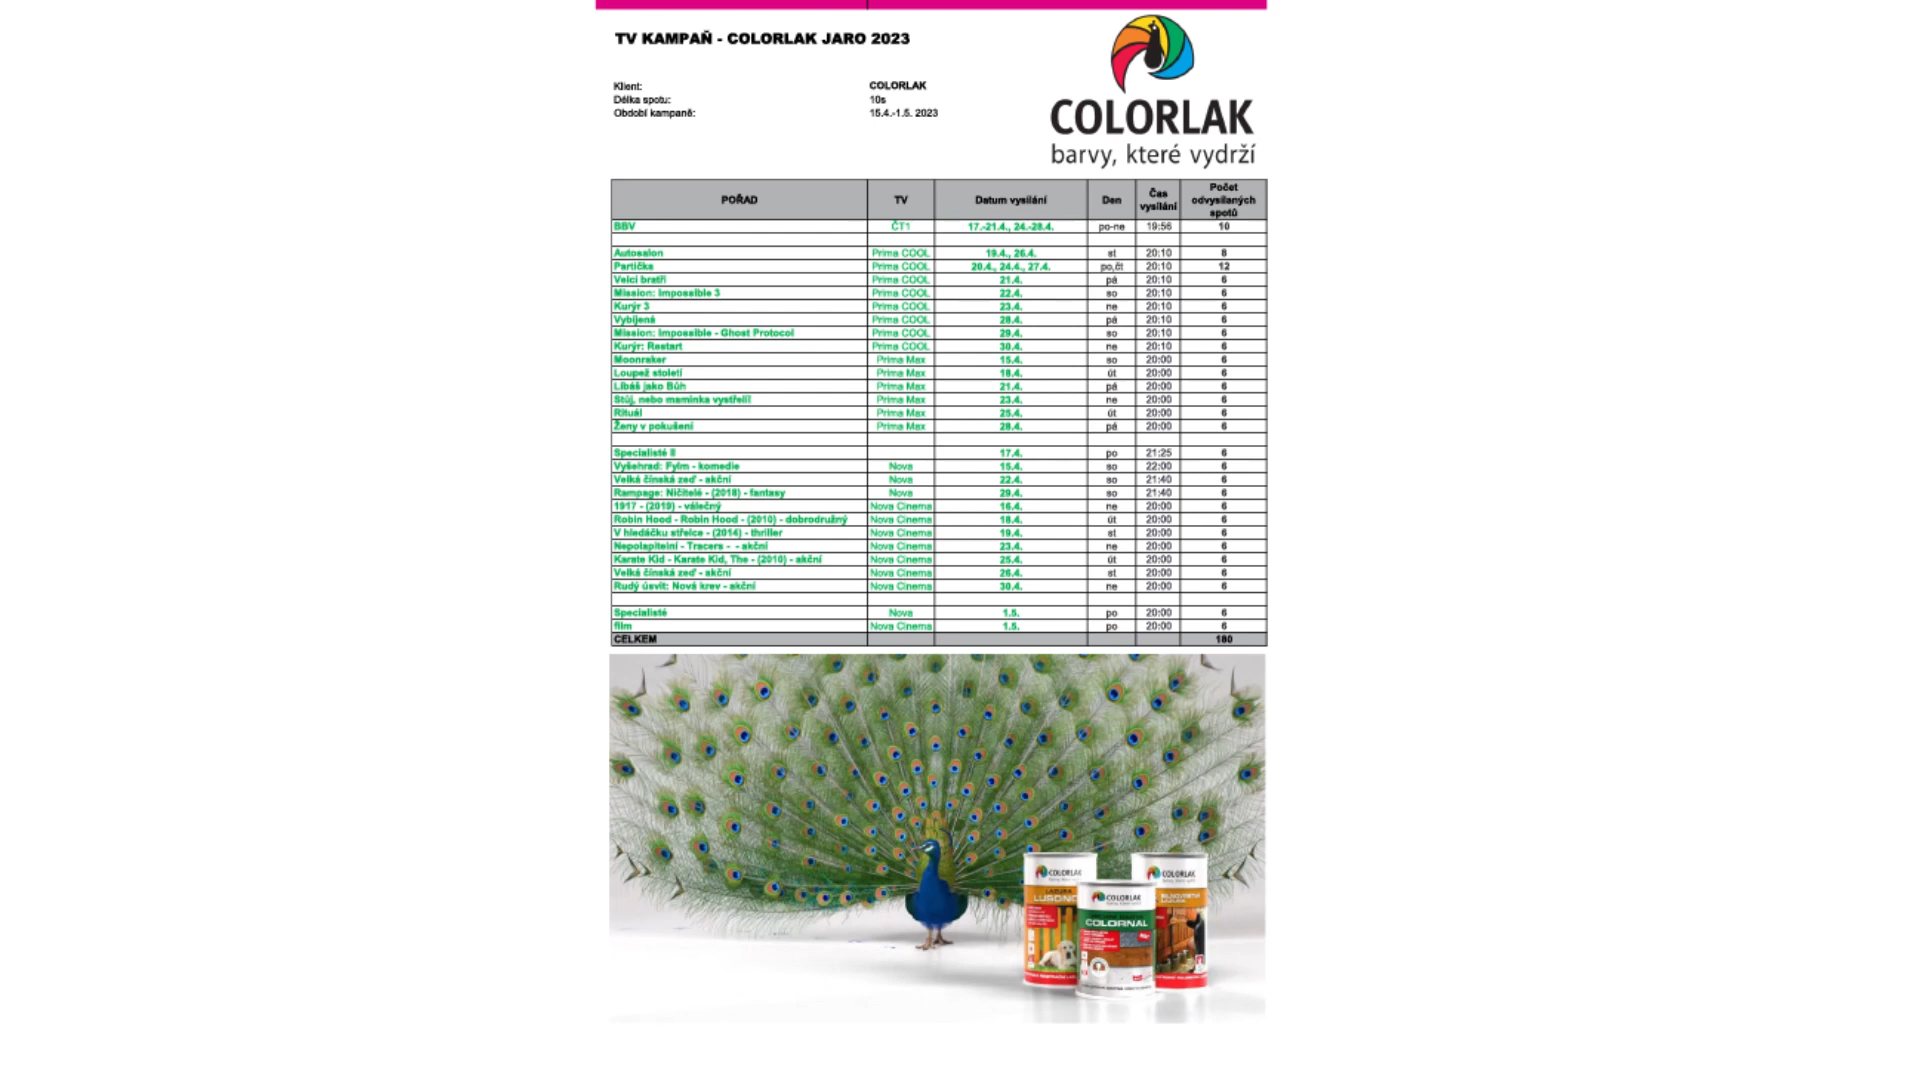 TV KAMPAŇ - COLORLAK JARO 2023
Klient: COLORLAK
Délka spotu: 10s
Období kampaně: 15.4.-1.5. 2023
COLORLAK
barvy, které vydrží
POŘAD TV Datum vysílání Den Čas vysílání Počet odvysílaných spotů
BBV ČT1 17.-21.4., 24.-28.4. po-ne 19:56 10
Autosalon Prima COOL 19.4., 26.4. st 20:10 8
Partička Prima COOL 20.4., 24.4., 27.4. po,čt 20:10 12
Velcí bratři Prima COOL 21.4. pá 20:10 6
Mission: Impossible 3 Prima COOL 22.4. so 20:10 6
Kurýr 3 Prima COOL 23.4. ne 20:10 6
Vybíjená Prima COOL 28.4. pá 20:10 6
Mission: Impossible - Ghost Protocol Prima COOL 29.4. so 20:10 6
Kurýr: Restart Prima COOL 30.4. ne 20:10 6
Moonraker Prima Max 15.4. so 20:00 6
Loupež století Prima Max 18.4. út 20:00 6
Líbáš jako Bůh Prima Max 21.4. pá 20:00 6
Stůj, nebo maminka vystřelí! Prima Max 23.4. ne 20:00 6
Rituál Prima Max 25.4. út 20:00 6
Ženy v pokušení Prima Max 28.4. pá 20:00 6
Specialisté II 17.4. po 21:25 6
Vyšehrad: Fylm - komedie Nova 15.4. so 22:00 6
Velká čínská zeď - akční Nova 22.4. so 21:40 6
Rampage: Ničitelé - (2018) - fantasy Nova 29.4. so 21:40 6
1917 - (2019) - válečný Nova Cinema 16.4. ne 20:00 6
Robin Hood - Robin Hood - (2010) - dobrodružný Nova Cinema 18.4. út 20:00 6
V hledáčku střelce - (2014) - thriller Nova Cinema 19.4. st 20:00 6
Nepolapitelní - Tracers - - akční Nova Cinema 23.4. ne 20:00 6
Karate Kid - Karate Kid, The - (2010) - akční Nova Cinema 25.4. út 20:00 6
Velká čínská zeď - akční Nova Cinema 26.4. st 20:00 6
Rudý úsvit: Nová krev - akční Nova Cinema 30.4. ne 20:00 6
Specialisté Nova 1.5. po 20:00 6
film Nova Cinema 1.5. po 20:00 6
CELKEM 180
COLORLAK
COLORLAK
COLORLAK
LAZURA
LUSONOL
COLORNAL